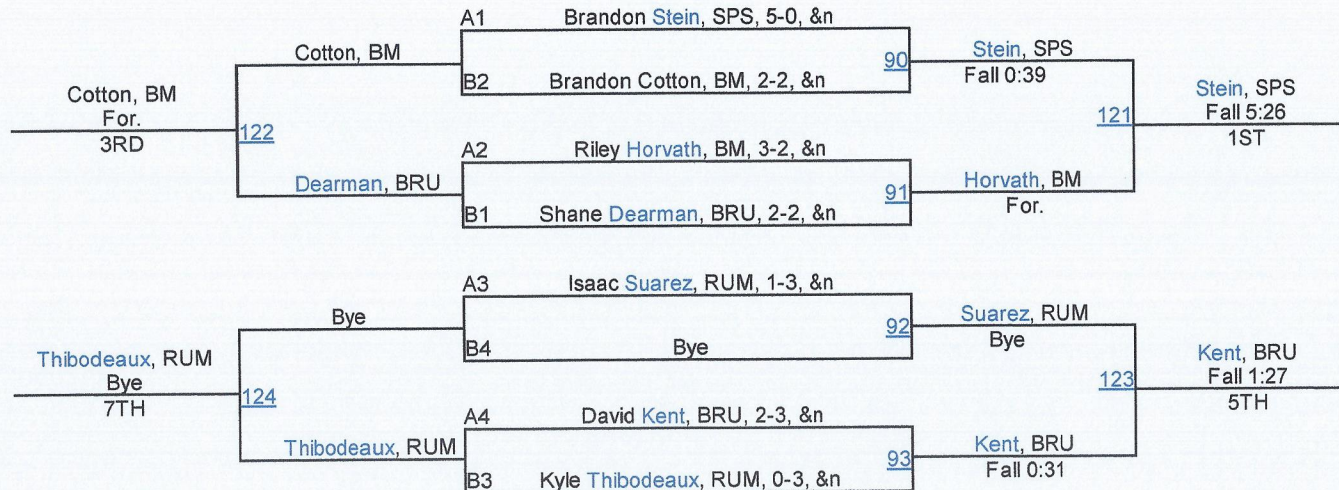 A1 Brandon Stein, SPS, 5-0, &n
Cotton, BM
90
Stein, SPS
Fall 0:39
B2 Brandon Cotton, BM, 2-2, &n
Cotton, BM
For.
3RD
122
121
Stein, SPS
Fall 5:26
1ST
A2 Riley Horvath, BM, 3-2, &n
Dearman, BRU
91
Horvath, BM
For.
B1 Shane Dearman, BRU, 2-2, &n
A3 Isaac Suarez, RUM, 1-3, &n
Bye
92
Suarez, RUM
Bye
B4 Bye
Thibodeaux, RUM
Bye
7TH
124
123
Kent, BRU
Fall 1:27
5TH
A4 David Kent, BRU, 2-3, &n
Thibodeaux, RUM
93
Kent, BRU
Fall 0:31
B3 Kyle Thibodeaux, RUM, 0-3, &n